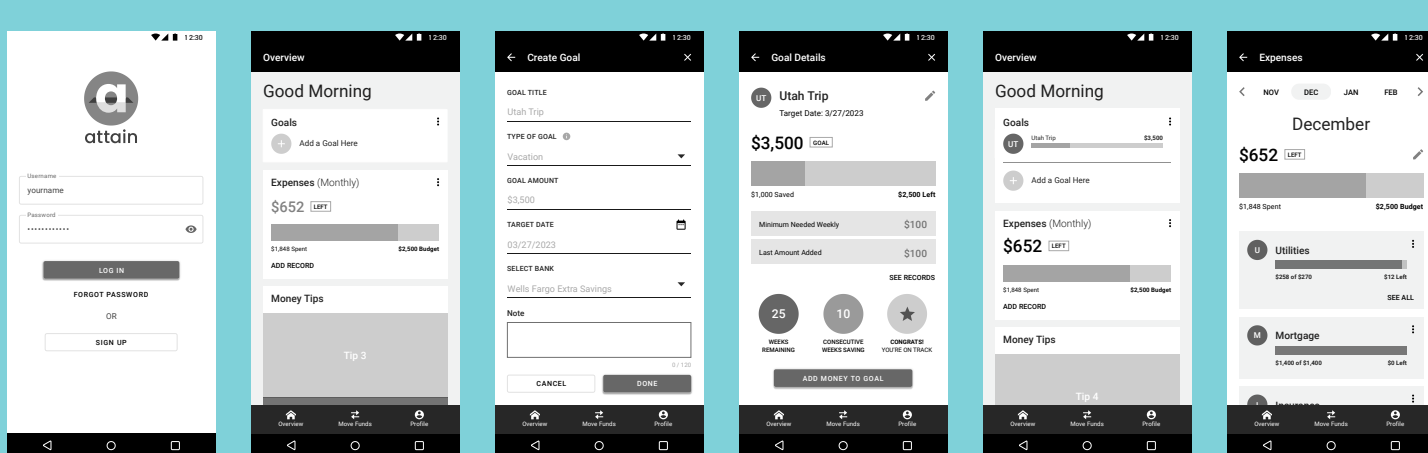 12:30
a
attain
Username
yourname
Password
············
LOG IN
FORGOT PASSWORD
OR
SIGN UP
12:30
Overview
Good Morning
Goals
+ Add a Goal Here
Expenses (Monthly)
$652 LEFT
$1,848 Spent $2,500 Budget
ADD RECORD
Money Tips
Tip 3
Overview Move Funds Profile
12:30
Create Goal
GOAL TITLE
Utah Trip
TYPE OF GOAL
Vacation
GOAL AMOUNT
$3,500
TARGET DATE
03/27/2023
SELECT BANK
Wells Fargo Extra Savings
Note
0 / 120
CANCEL DONE
Overview Move Funds Profile
12:30
Goal Details
UT Utah Trip
Target Date: 3/27/2023
$3,500 GOAL
$1,000 Saved $2,500 Left
Minimum Needed Weekly $100
Last Amount Added $100
SEE RECORDS
25 10
WEEKS REMAINING
CONSECUTIVE WEEKS SAVING
CONGRATS! YOU'RE ON TRACK
ADD MONEY TO GOAL
Overview Move Funds Profile
12:30
Overview
Good Morning
Goals
UT Utah Trip $3,500
+ Add a Goal Here
Expenses (Monthly)
$652 LEFT
$1,848 Spent $2,500 Budget
ADD RECORD
Money Tips
Tip 4
Overview Move Funds Profile
12:30
Expenses
NOV DEC JAN FEB
December
$652 LEFT
$1,848 Spent $2,500 Budget
U Utilities
$258 of $270 $12 Left
SEE ALL
M Mortgage
$1,400 of $1,400 $0 Left
Overview Move Funds Profile